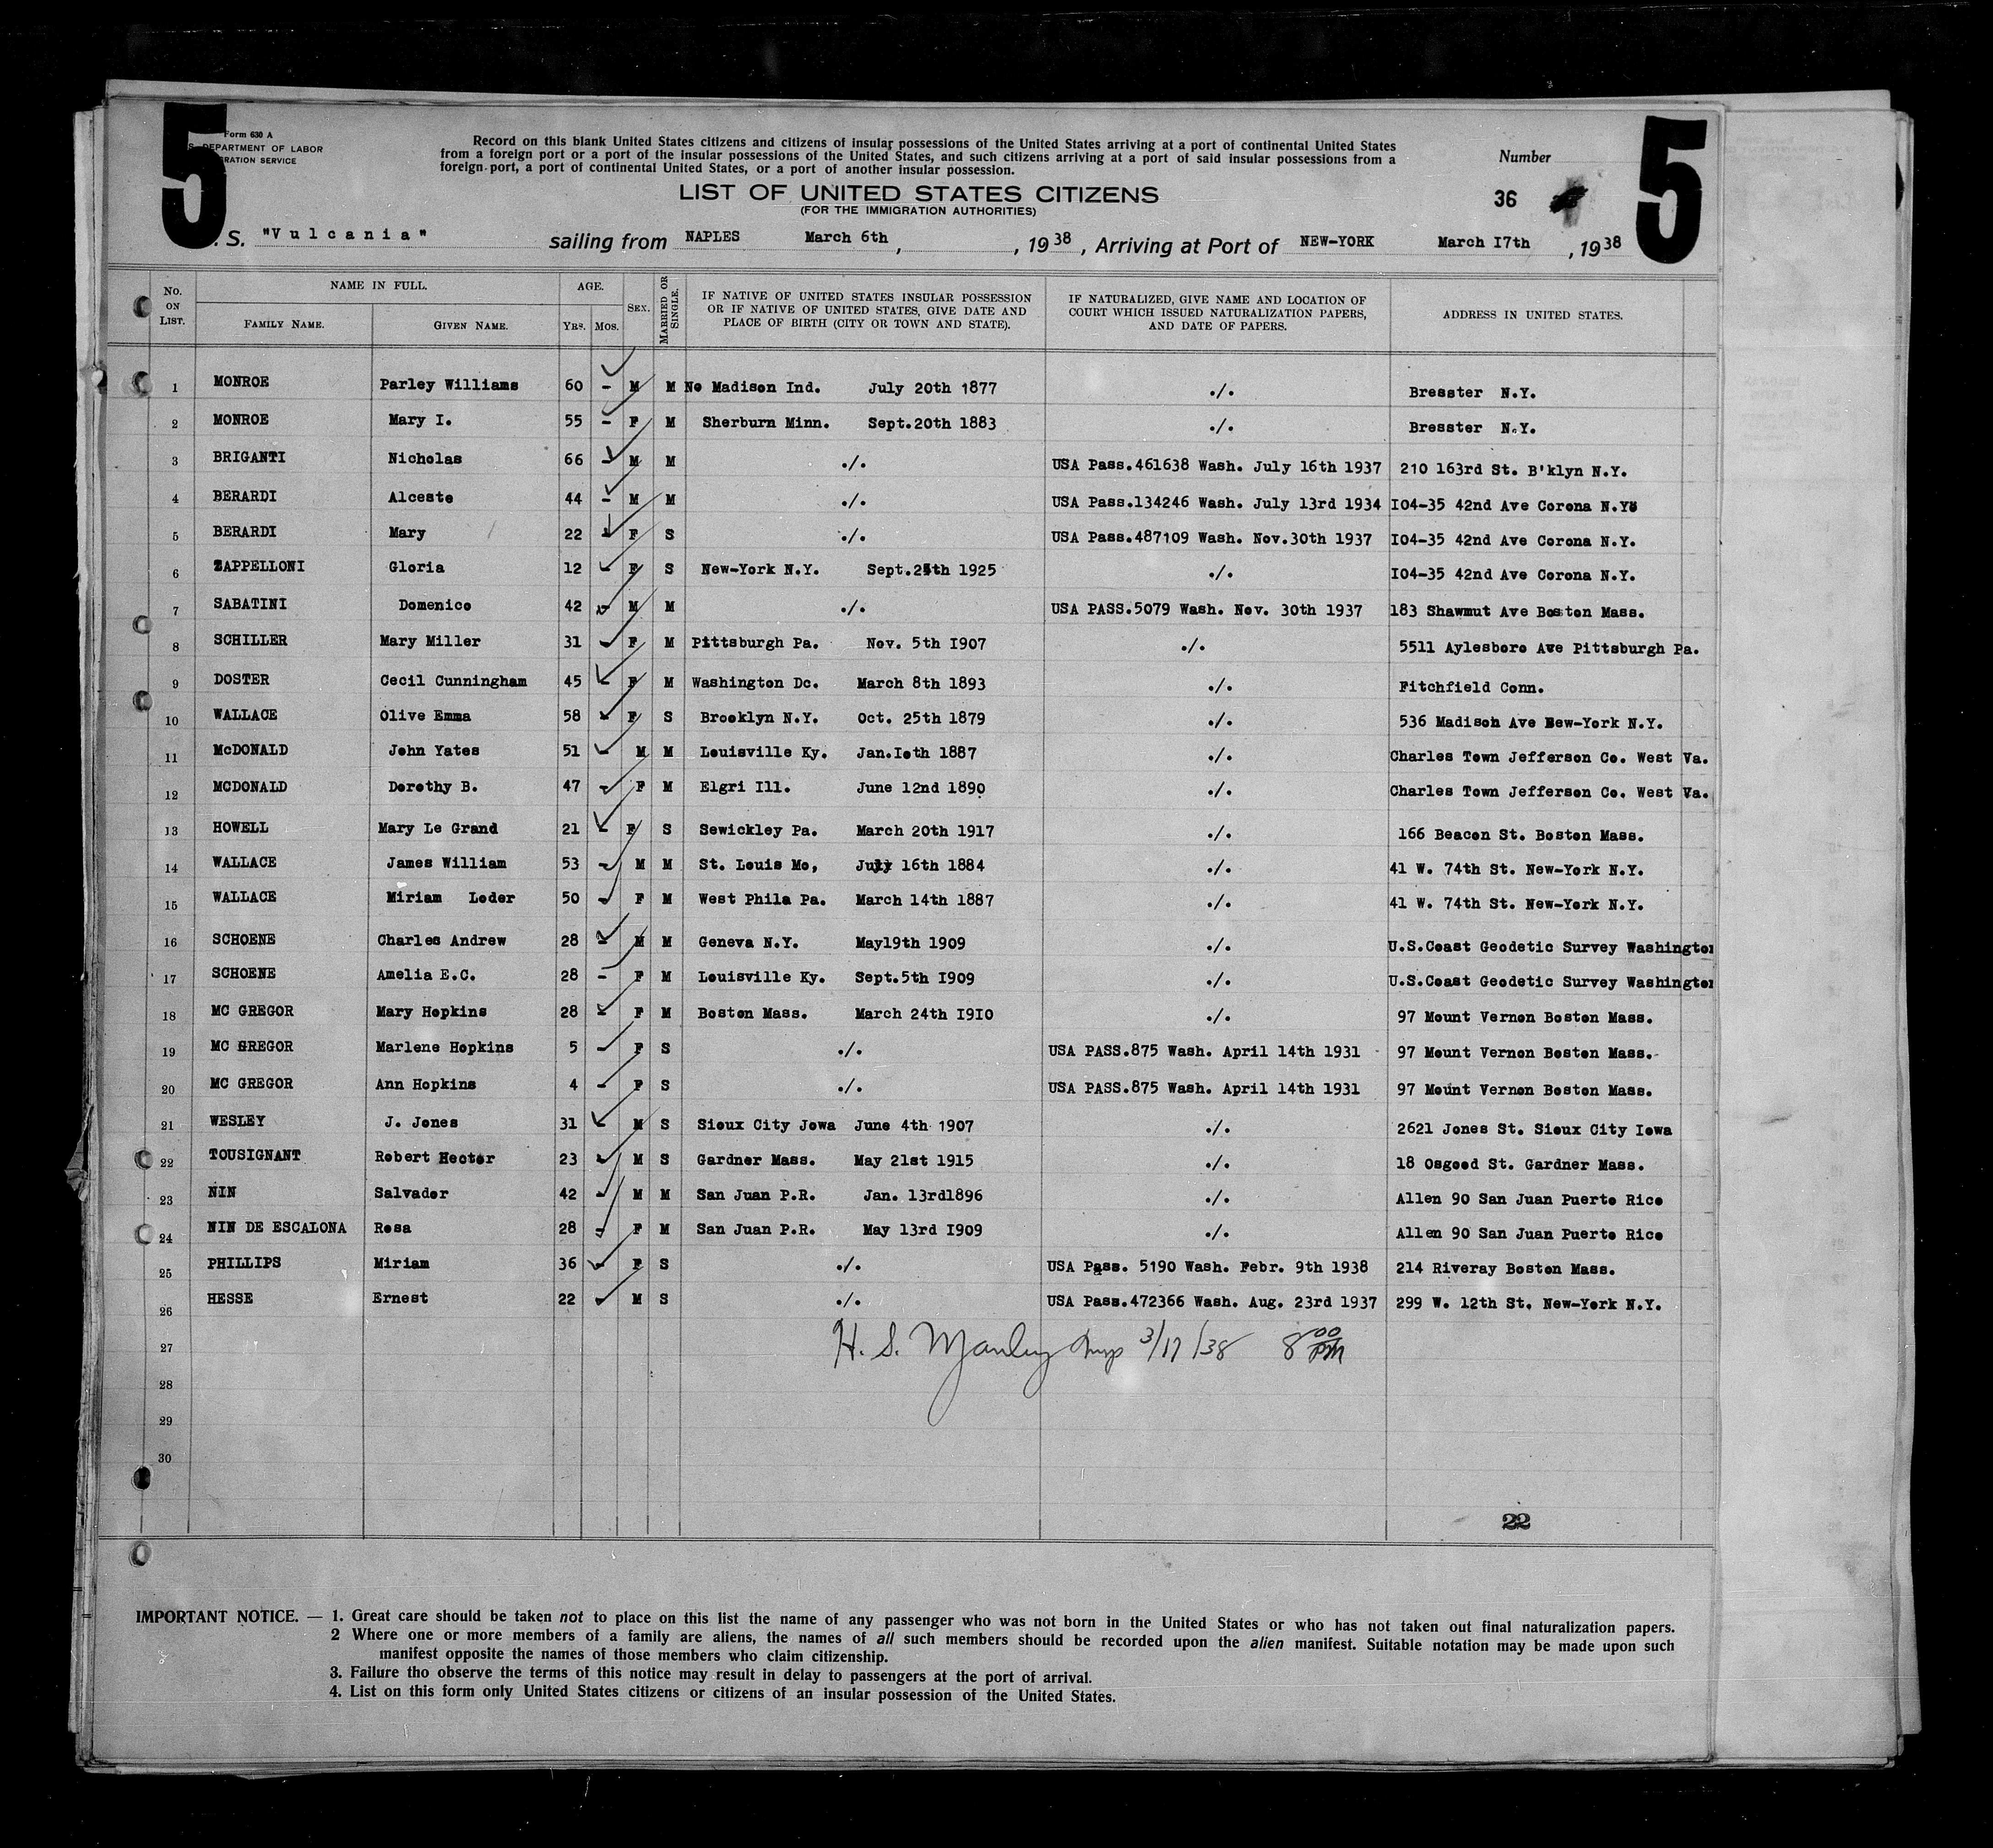 5
5
Form 630 A
S. DEPARTMENT OF LABOR
GRATION SERVICE
Record on this blank United States citizens and citizens of insular possessions of the United States arriving at a port of continental United States
from a foreign port or a port of the insular possessions of the United States, and such citizens arriving at a port of said insular possessions from a
foreign port, a port of continental United States, or a port of another insular possession.
Number
LIST OF UNITED STATES CITIZENS
(FOR THE IMMIGRATION AUTHORITIES)
36
. S. "Vulcania" sailing from NAPLES March 6th , , 1938 , Arriving at Port of NEW-YORK March I7th , 1938
No. ON LIST. NAME IN FULL. FAMILY NAME. GIVEN NAME. AGE. YRS. MOS. SEX. MARRIED OR SINGLE. IF NATIVE OF UNITED STATES INSULAR POSSESSION OR IF NATIVE OF UNITED STATES, GIVE DATE AND PLACE OF BIRTH (CITY OR TOWN AND STATE). IF NATURALIZED, GIVE NAME AND LOCATION OF COURT WHICH ISSUED NATURALIZATION PAPERS, AND DATE OF PAPERS. ADDRESS IN UNITED STATES.
1 MONROE Parley Williams 60 - M M No Madison Ind. July 20th 1877 ./. Bresster N.Y.
2 MONROE Mary I. 55 - F M Sherburn Minn. Sept.20th 1883 ./. Bresster N.Y.
3 BRIGANTI Nicholas 66 - M M ./. USA Pass.461638 Wash. July 16th 1937 210 163rd St. B'klyn N.Y.
4 BERARDI Alceste 44 - M M ./. USA Pass.134246 Wash. July 13rd 1934 I04-35 42nd Ave Corona N.Y.
5 BERARDI Mary 22 - F S ./. USA Pass.487109 Wash. Nov.30th 1937 I04-35 42nd Ave Corona N.Y.
6 ZAPPELLONI Gloria 12 - F S New-York N.Y. Sept.25th 1925 ./. I04-35 42nd Ave Corona N.Y.
7 SABATINI Domenico 42 - M M ./. USA PASS.5079 Wash. Nov. 30th 1937 183 Shawmut Ave Boston Mass.
8 SCHILLER Mary Miller 31 - F M Pittsburgh Pa. Nov. 5th I907 ./. 5511 Aylesboro Ave Pittsburgh Pa.
9 DOSTER Cecil Cunningham 45 - F M Washington Dc. March 8th 1893 ./. Fitchfield Conn.
10 WALLACE Olive Emma 58 - F S Brooklyn N.Y. Oct. 25th 1879 ./. 536 Madison Ave New-York N.Y.
11 McDONALD John Yates 51 - M M Louisville Ky. Jan.Ioth 1887 ./. Charles Town Jefferson Co. West Va.
12 MCDONALD Dorothy B. 47 - F M Elgri Ill. June 12nd 1890 ./. Charles Town Jefferson Co. West Va.
13 HOWELL Mary Le Grand 21 - F S Sewickley Pa. March 20th 1917 ./. 166 Beacon St. Boston Mass.
14 WALLACE James William 53 - M M St. Louis Mo, July 16th 1884 ./. 41 W. 74th St. New-York N.Y.
15 WALLACE Miriam Loder 50 - F M West Phila Pa. March 14th 1887 ./. 41 W. 74th St. New-York N.Y.
16 SCHOENE Charles Andrew 28 - M M Geneva N.Y. May19th 1909 ./. U.S.Coast Geodetic Survey Washington
17 SCHOENE Amelia E.C. 28 - F M Louisville Ky. Sept.5th I909 ./. U.S.Coast Geodetic Survey Washington
18 MC GREGOR Mary Hopkins 28 - F M Boston Mass. March 24th I9I0 ./. 97 Mount Vernon Boston Mass.
19 MC GREGOR Marlene Hopkins 5 - F S ./. USA PASS.875 Wash. April 14th 1931 97 Mount Vernon Boston Mass.
20 MC GREGOR Ann Hopkins 4 - F S ./. USA PASS.875 Wash. April 14th 1931 97 Mount Vernon Boston Mass.
21 WESLEY J. Jones 31 - M S Sioux City Jowa June 4th 1907 ./. 2621 Jones St. Sioux City Iowa
22 TOUSIGNANT Robert Hector 23 - M S Gardner Mass. May 21st 1915 ./. 18 Osgood St. Gardner Mass.
23 NIN Salvador 42 - M M San Juan P.R. Jan. 13rd1896 ./. Allen 90 San Juan Puerto Rico
24 NIN DE ESCALONA Rosa 28 - F M San Juan P.R. May 13rd I909 ./. Allen 90 San Juan Puerto Rico
25 PHILLIPS Miriam 36 - F S ./. USA Pass. 5190 Wash. Febr. 9th 1938 214 Riveray Boston Mass.
26 HESSE Ernest 22 - M S ./. USA Pass.472366 Wash. Aug. 23rd 1937 299 W. 12th St. New-York N.Y.
27 H. S. Manley Insp 3/17/38 8 00 PM
28
29
30
22
IMPORTANT NOTICE. — 1. Great care should be taken not to place on this list the name of any passenger who was not born in the United States or who has not taken out final naturalization papers.
2 Where one or more members of a family are aliens, the names of all such members should be recorded upon the alien manifest. Suitable notation may be made upon such
manifest opposite the names of those members who claim citizenship.
3. Failure tho observe the terms of this notice may result in delay to passengers at the port of arrival.
4. List on this form only United States citizens or citizens of an insular possession of the United States.